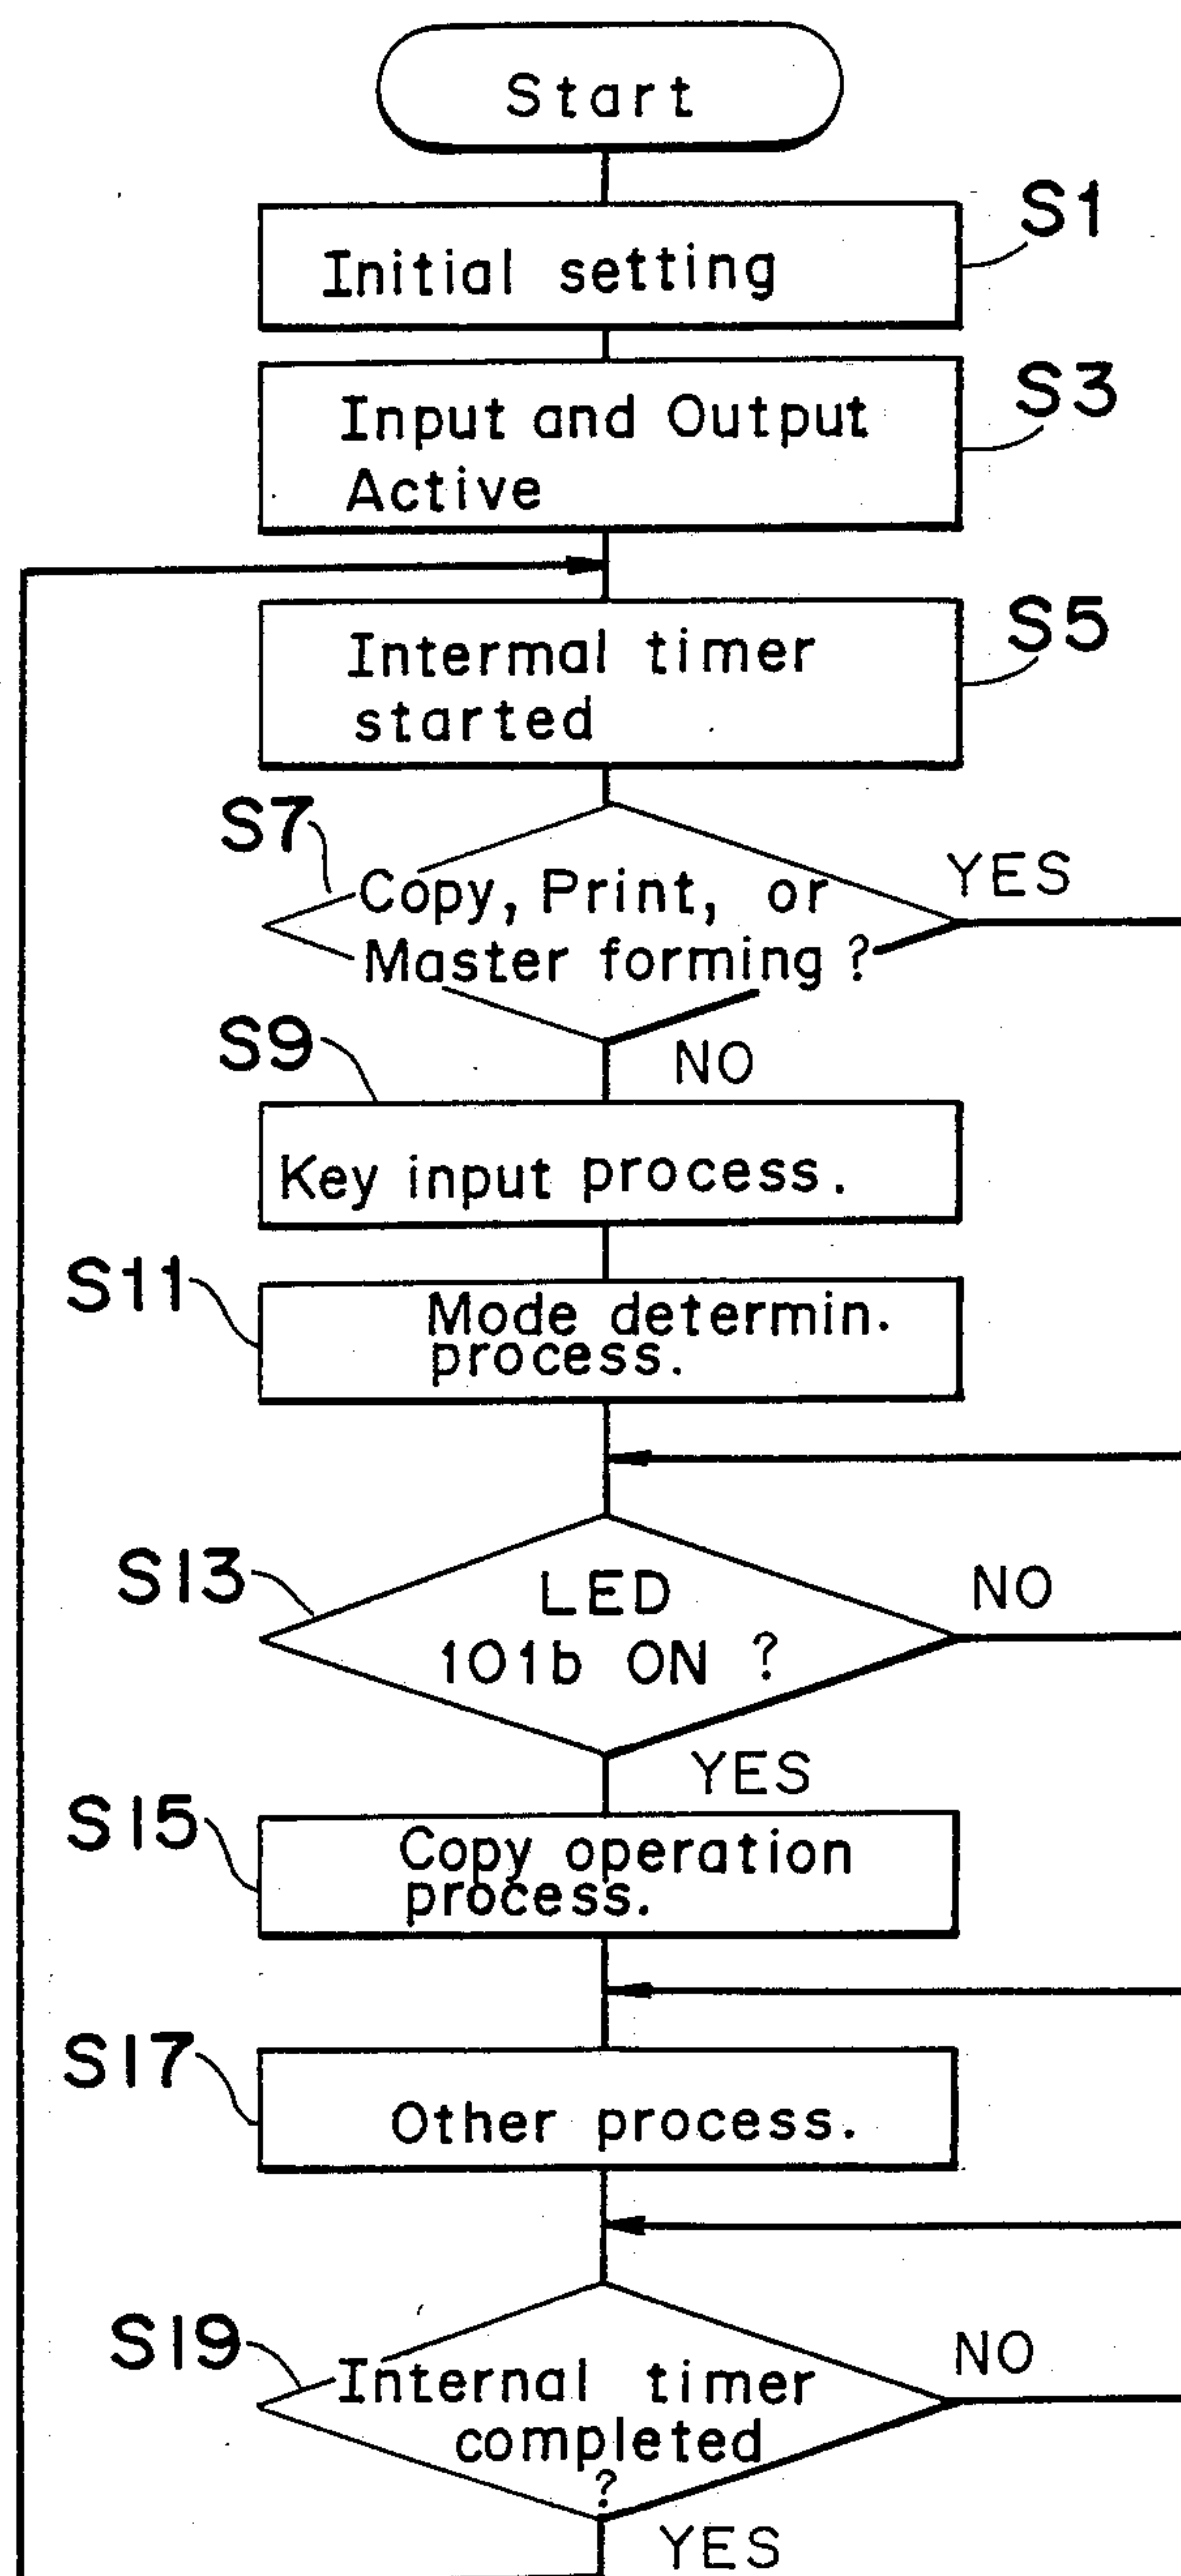 Start
Initial setting
S1
Input and Output
Active
S3
Intermal timer
started
S5
S7
Copy, Print, or
Master forming ?
YES
NO
S9
Key input process.
S11
Mode determin.
process.
S13
LED
101b ON ?
NO
YES
S15
Copy operation
process.
S17
Other process.
S19
Internal timer
completed
?
NO
YES